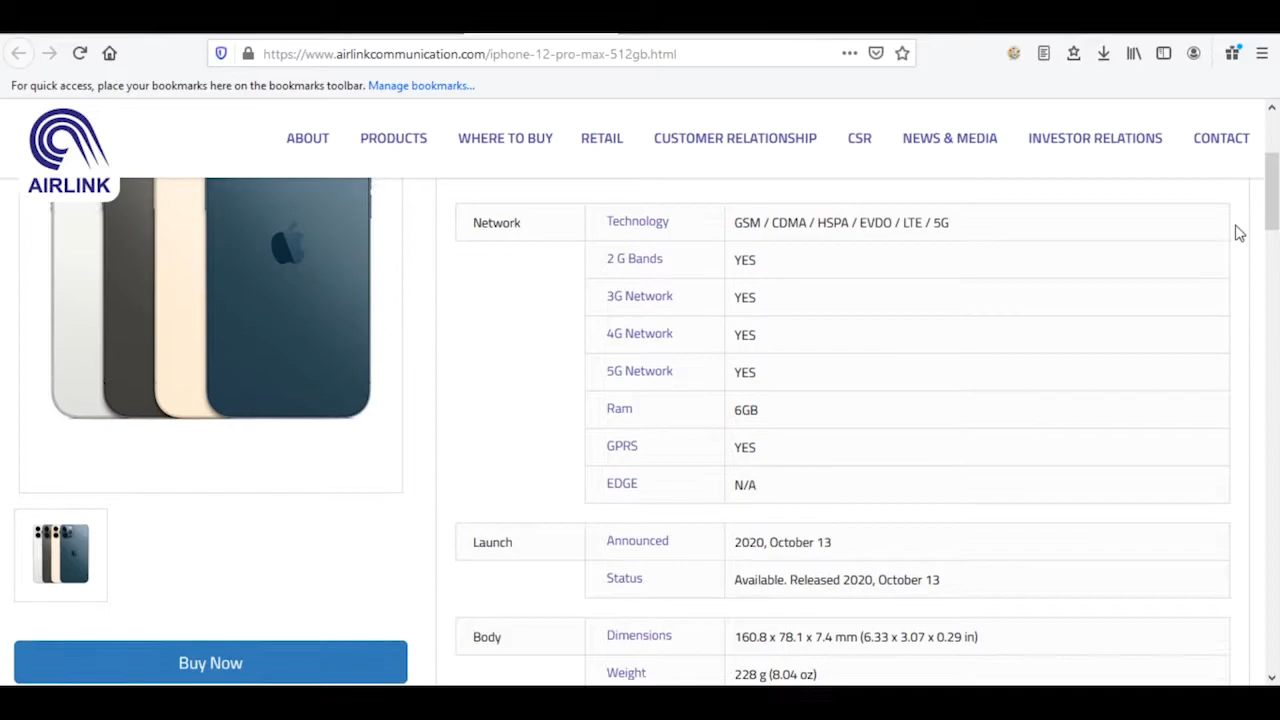 https://www.airlinkcommunication.com/iphone-12-pro-max-512gb.html
For quick access, place your bookmarks here on the bookmarks toolbar. Manage bookmarks...
AIRLINK
ABOUT PRODUCTS WHERE TO BUY RETAIL CUSTOMER RELATIONSHIP CSR NEWS & MEDIA INVESTOR RELATIONS CONTACT
Network Technology GSM / CDMA / HSPA / EVDO / LTE / 5G
2 G Bands YES
3G Network YES
4G Network YES
5G Network YES
Ram 6GB
GPRS YES
EDGE N/A
Launch Announced 2020, October 13
Status Available. Released 2020, October 13
Body Dimensions 160.8 x 78.1 x 7.4 mm (6.33 x 3.07 x 0.29 in)
Weight 228 g (8.04 oz)
Buy Now